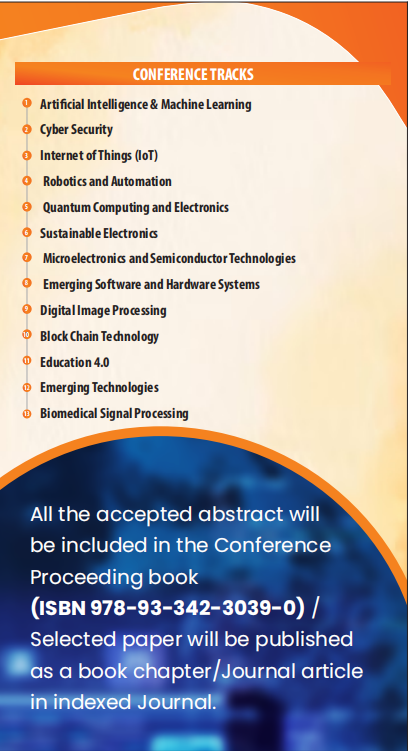 CONFERENCE TRACKS
1 Artificial Intelligence & Machine Learning
2 Cyber Security
3 Internet of Things (IoT)
4 Robotics and Automation
5 Quantum Computing and Electronics
6 Sustainable Electronics
7 Microelectronics and Semiconductor Technologies
8 Emerging Software and Hardware Systems
9 Digital Image Processing
10 Block Chain Technology
11 Education 4.0
12 Emerging Technologies
13 Biomedical Signal Processing
All the accepted abstract will
be included in the Conference
Proceeding book
(ISBN 978-93-342-3039-0) /
Selected paper will be published
as a book chapter/Journal article
in indexed Journal.